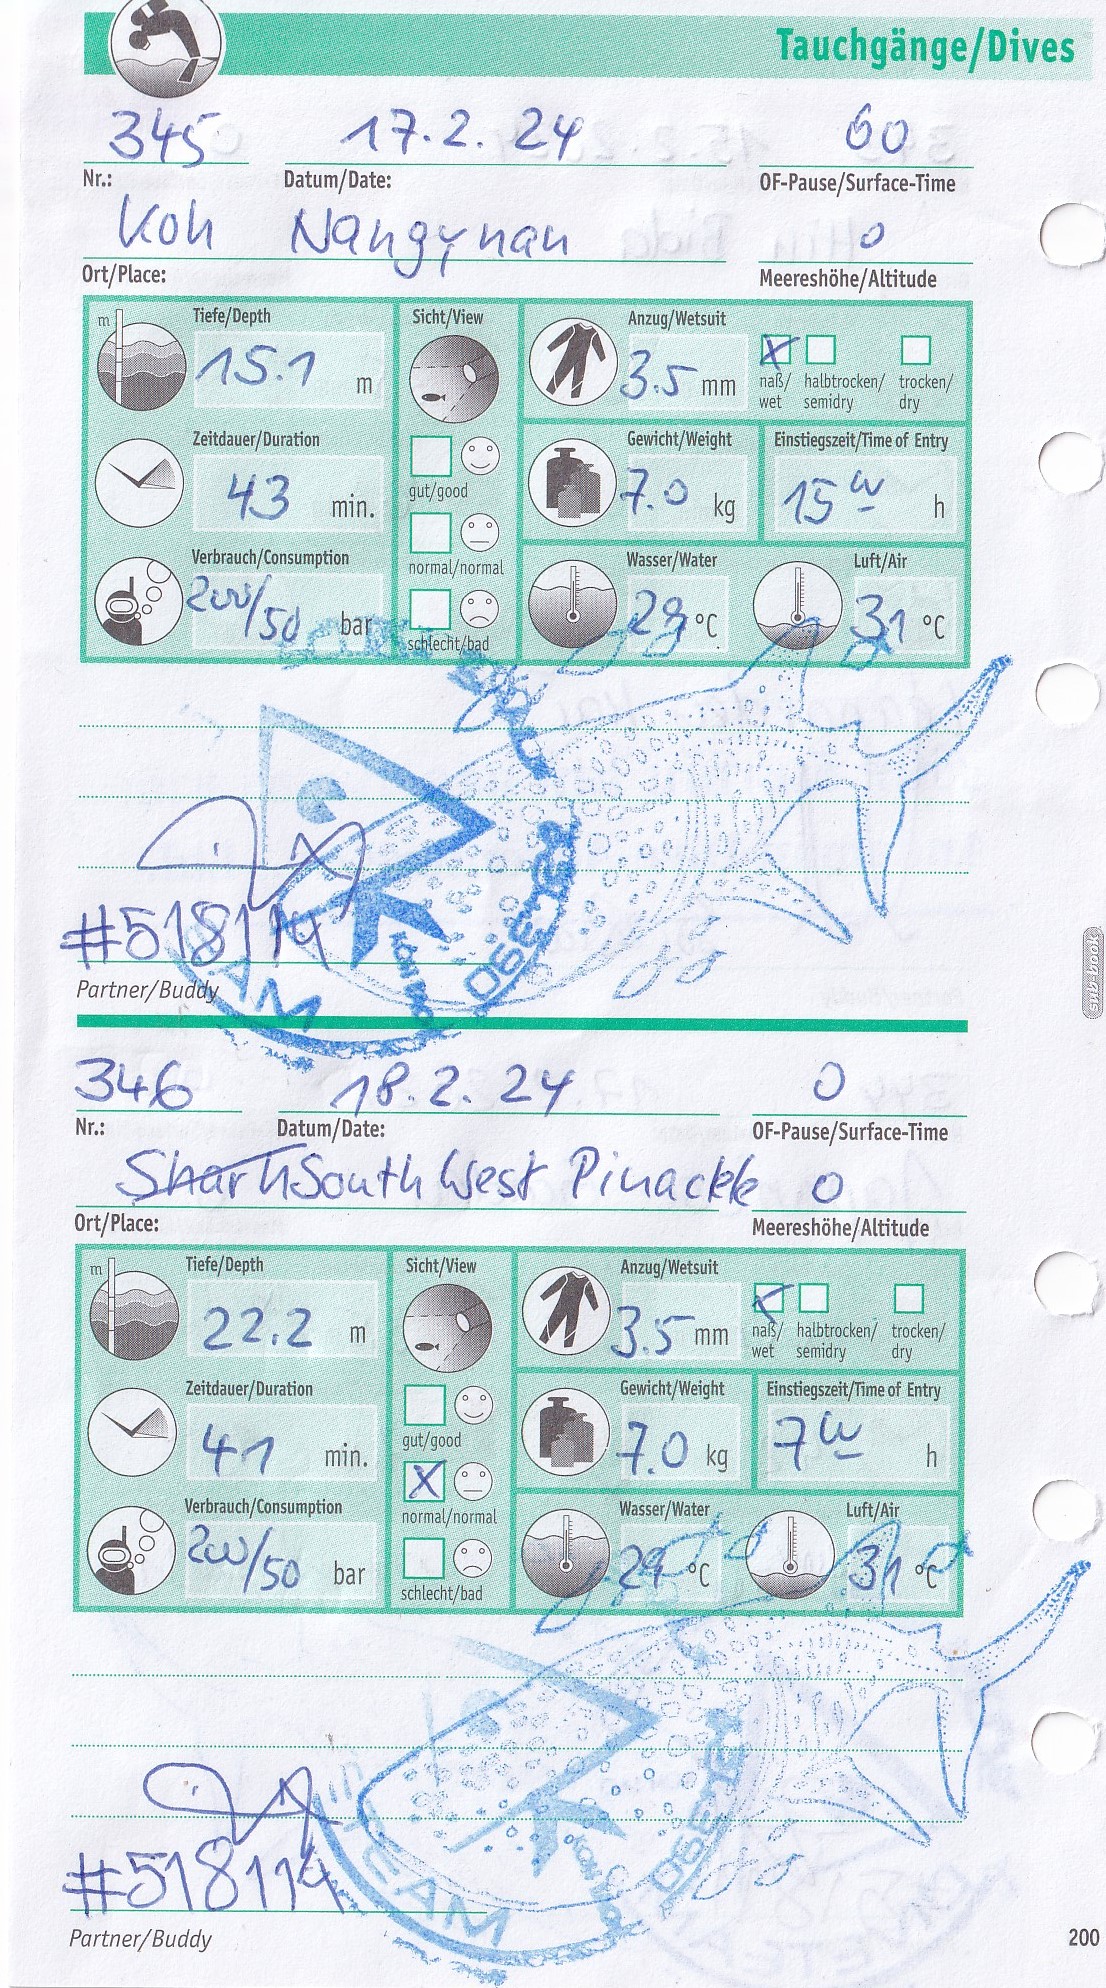 Tauchgänge/Dives
345 17.2.24 60
Nr.: Datum/Date: OF-Pause/Surface-Time
Koh Nangynan 0
Ort/Place: Meereshöhe/Altitude
m Tiefe/Depth Sicht/View Anzug/Wetsuit
15.1 m 3.5 mm X
naß/ halbtrocken/ trocken/
wet semidry dry
Zeitdauer/Duration Gewicht/Weight Einstiegszeit/Time of Entry
43 min. gut/good 7.0 kg 15 h
normal/normal
Verbrauch/Consumption Wasser/Water Luft/Air
200/50 bar 29 °C 31 °C
schlecht/bad
#518114
TEAM
Partner/Buddy
sub-book
346 18.2.24 0
Nr.: Datum/Date: OF-Pause/Surface-Time
South West Pinackle 0
Ort/Place: Meereshöhe/Altitude
m Tiefe/Depth Sicht/View Anzug/Wetsuit
22.2 m 3.5 mm X
naß/ halbtrocken/ trocken/
wet semidry dry
Zeitdauer/Duration Gewicht/Weight Einstiegszeit/Time of Entry
41 min. gut/good 7.0 kg 7 h
X normal/normal
Verbrauch/Consumption Wasser/Water Luft/Air
200/50 bar 29 °C 31 °C
schlecht/bad
#518114
TEAM
Partner/Buddy
200